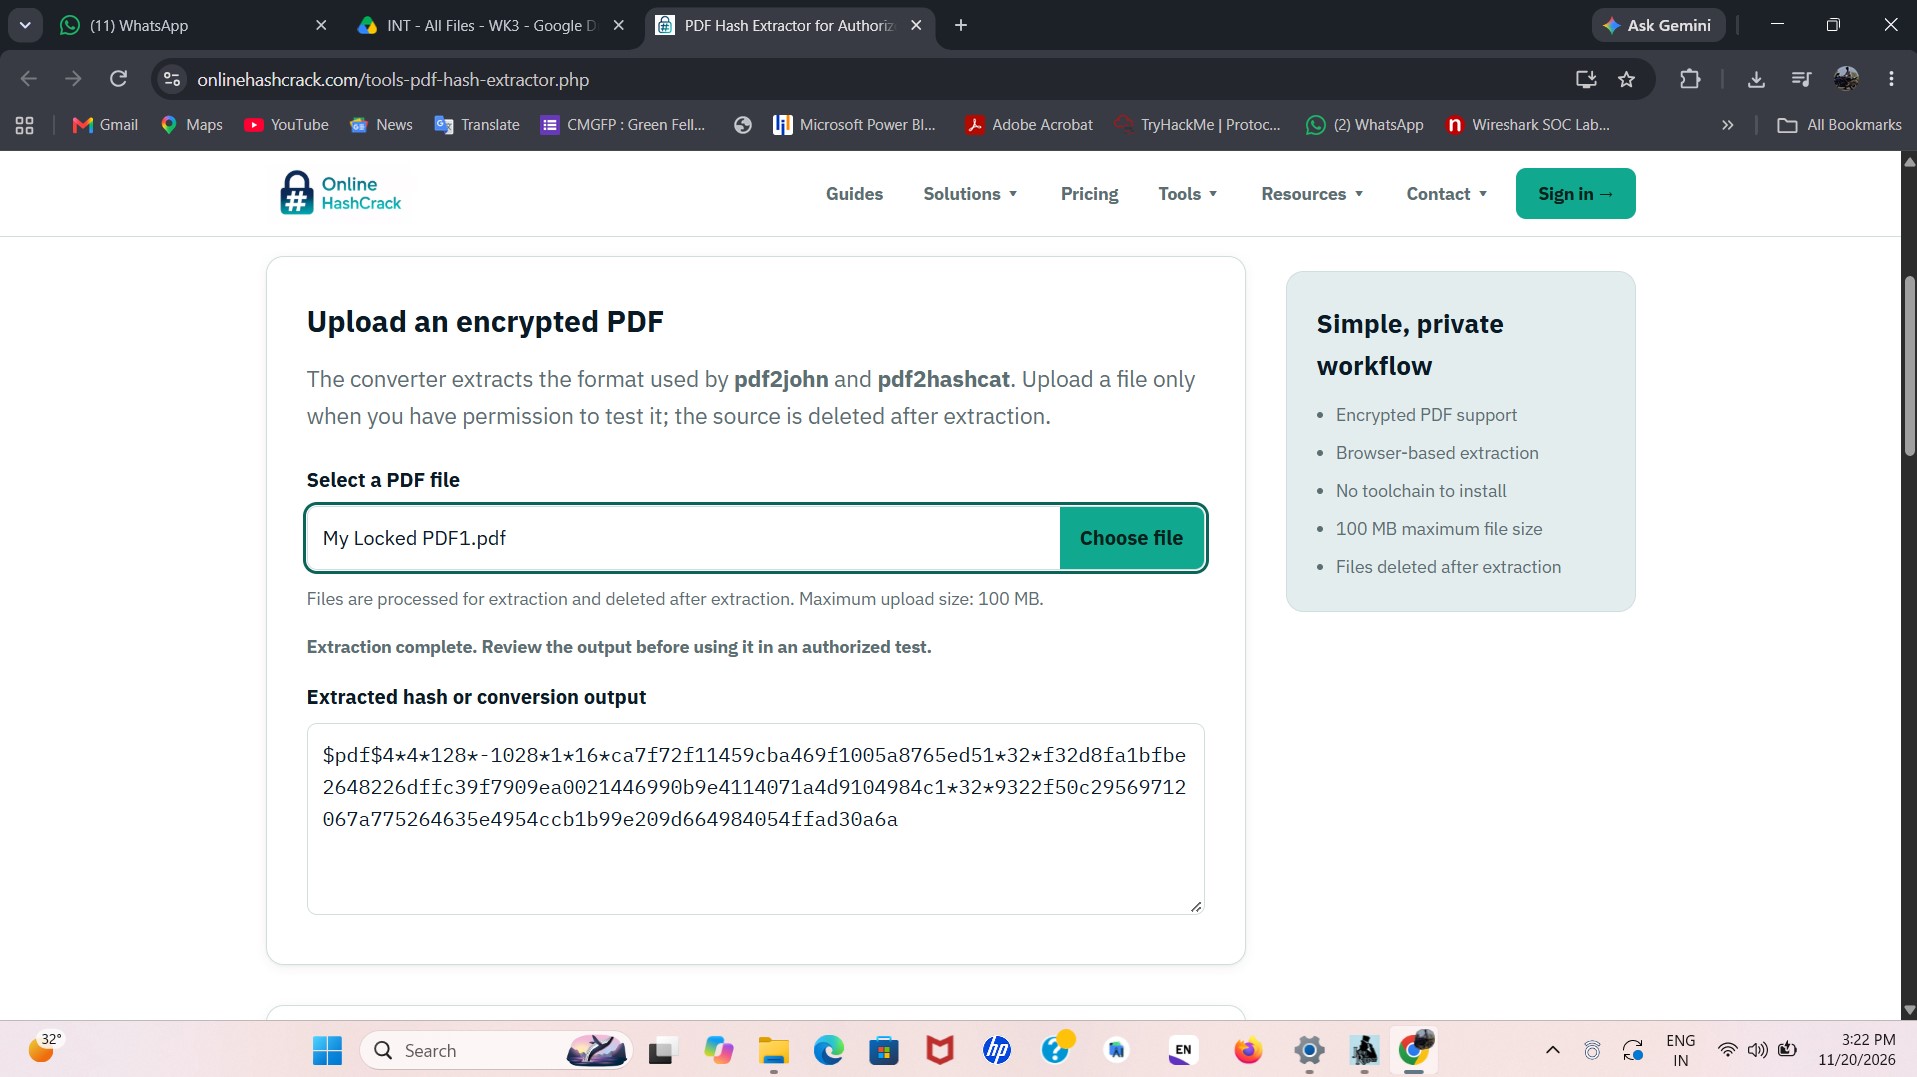 (11) WhatsApp
INT - All Files - WK3 - Google D
PDF Hash Extractor for Authoriz
Ask Gemini
onlinehashcrack.com/tools-pdf-hash-extractor.php
Gmail
Maps
YouTube
News
Translate
CMGFP : Green Fell...
Microsoft Power BI...
Adobe Acrobat
TryHackMe | Protoc...
(2) WhatsApp
Wireshark SOC Lab...
All Bookmarks
Online
HashCrack
Guides
Solutions
Pricing
Tools
Resources
Contact
Sign in →
Upload an encrypted PDF
The converter extracts the format used by pdf2john and pdf2hashcat. Upload a file only
when you have permission to test it; the source is deleted after extraction.
Select a PDF file
My Locked PDF1.pdf
Choose file
Files are processed for extraction and deleted after extraction. Maximum upload size: 100 MB.
Extraction complete. Review the output before using it in an authorized test.
Extracted hash or conversion output
$pdf$4*4*128*-1028*1*16*ca7f72f11459cba469f1005a8765ed51*32*f32d8fa1bfbe
2648226dffc39f7909ea0021446990b9e4114071a4d9104984c1*32*9322f50c29569712
067a775264635e4954ccb1b99e209d664984054ffad30a6a
Simple, private
workflow
• Encrypted PDF support
• Browser-based extraction
• No toolchain to install
• 100 MB maximum file size
• Files deleted after extraction
32°
Search
hp
EN
ENG
IN
3:22 PM
11/20/2026